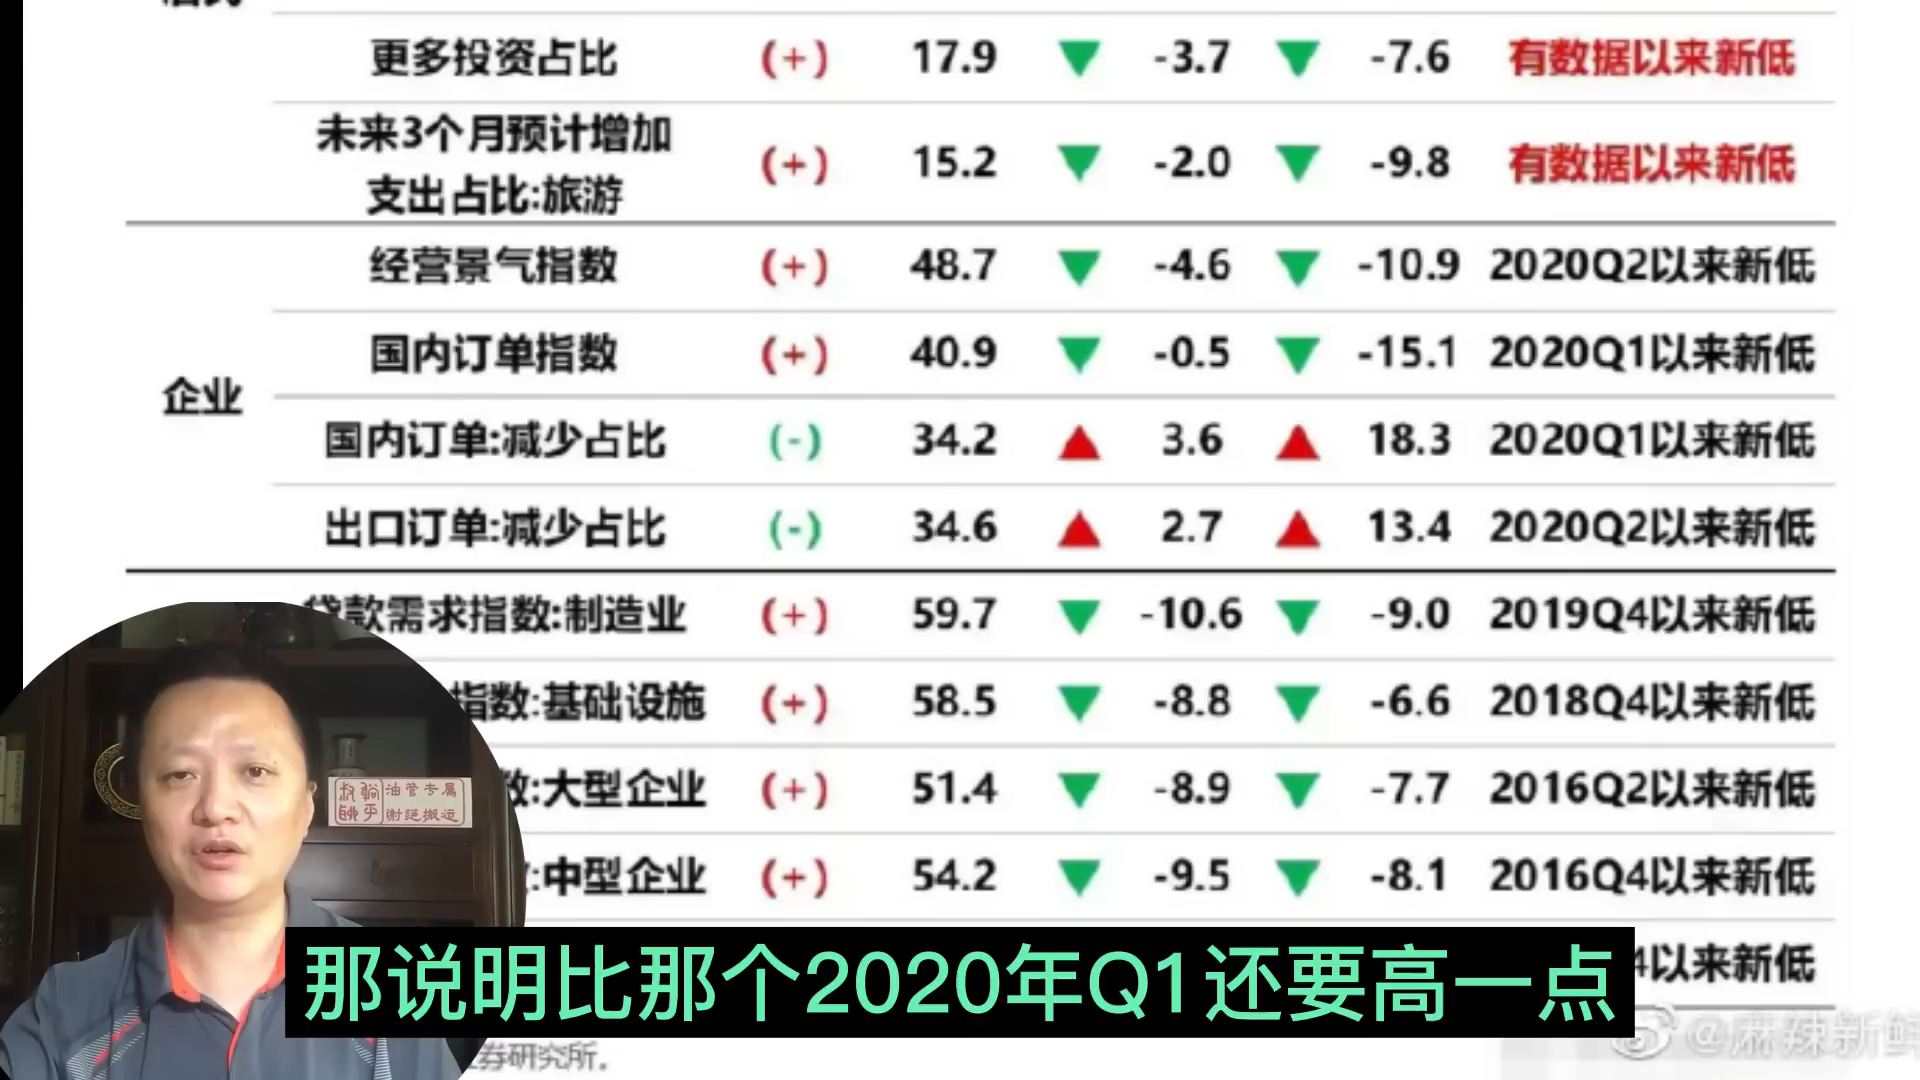 更多投资占比 (+) 17.9 ▼ -3.7 ▼ -7.6 有数据以来新低
未来3个月预计增加
支出占比:旅游 (+) 15.2 ▼ -2.0 ▼ -9.8 有数据以来新低
企业
经营景气指数 (+) 48.7 ▼ -4.6 ▼ -10.9 2020Q2以来新低
国内订单指数 (+) 40.9 ▼ -0.5 ▼ -15.1 2020Q1以来新低
国内订单:减少占比 (-) 34.2 ▲ 3.6 ▲ 18.3 2020Q1以来新低
出口订单:减少占比 (-) 34.6 ▲ 2.7 ▲ 13.4 2020Q2以来新低
贷款需求指数:制造业 (+) 59.7 ▼ -10.6 ▼ -9.0 2019Q4以来新低
指数:基础设施 (+) 58.5 ▼ -8.8 ▼ -6.6 2018Q4以来新低
数:大型企业 (+) 51.4 ▼ -8.9 ▼ -7.7 2016Q2以来新低
:中型企业 (+) 54.2 ▼ -9.5 ▼ -8.1 2016Q4以来新低
4以来新低
油管专属
谢绝搬运
那说明比那个2020年Q1还要高一点
券研究所。
@麻辣新鲜